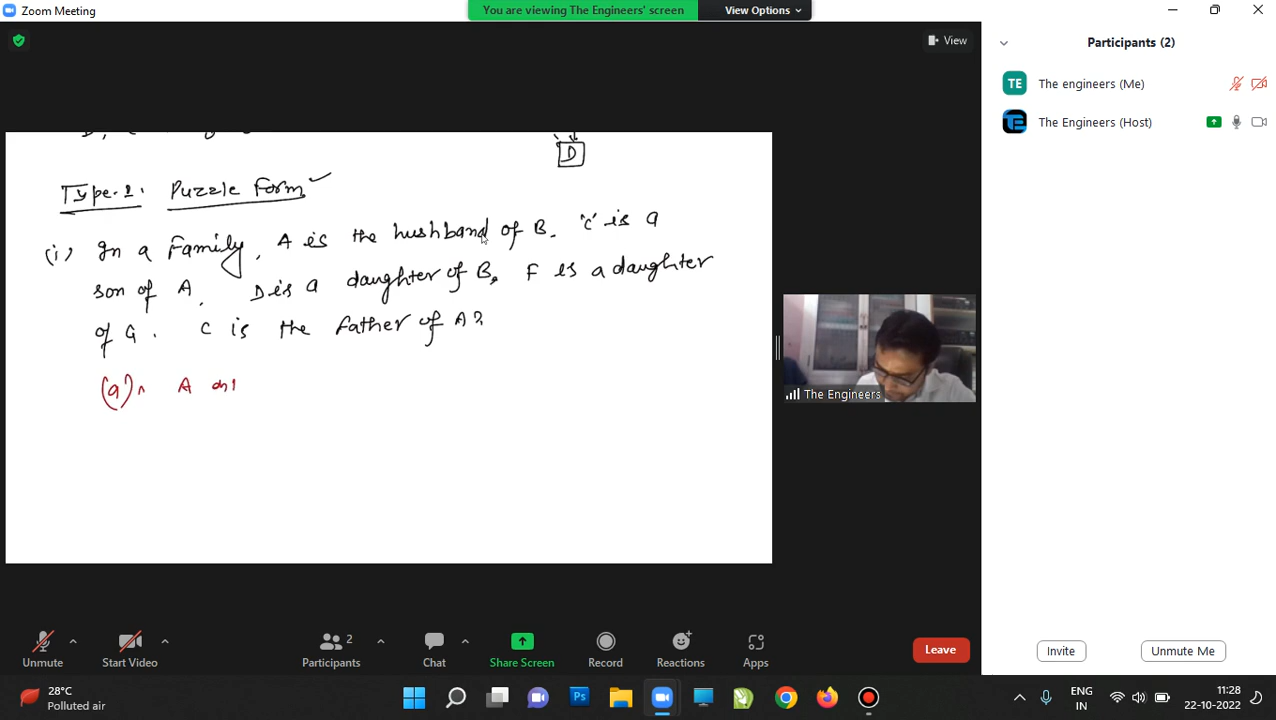 Zoom Meeting
You are viewing The Engineers' screen
View Options
View
Participants (2)
TE The engineers (Me)
The Engineers (Host)
D
Type-1: Puzzle Form
(i) In a Family, A is the hushband of B. 'C' is a
son of A, D is a daughter of B, F is a daughter
of G. C is the Father of A?
(a) A
The Engineers
Unmute
Start Video
2
Participants
Chat
Share Screen
Record
Reactions
Apps
Leave
Invite
Unmute Me
28°C
Polluted air
Ps
ENG
IN
11:28
22-10-2022